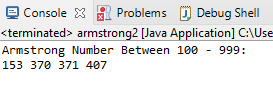 Console Problems Debug Shell
<terminated> armstrong2 [Java Application] C:\Use
Armstrong Number Between 100 - 999:
153 370 371 407